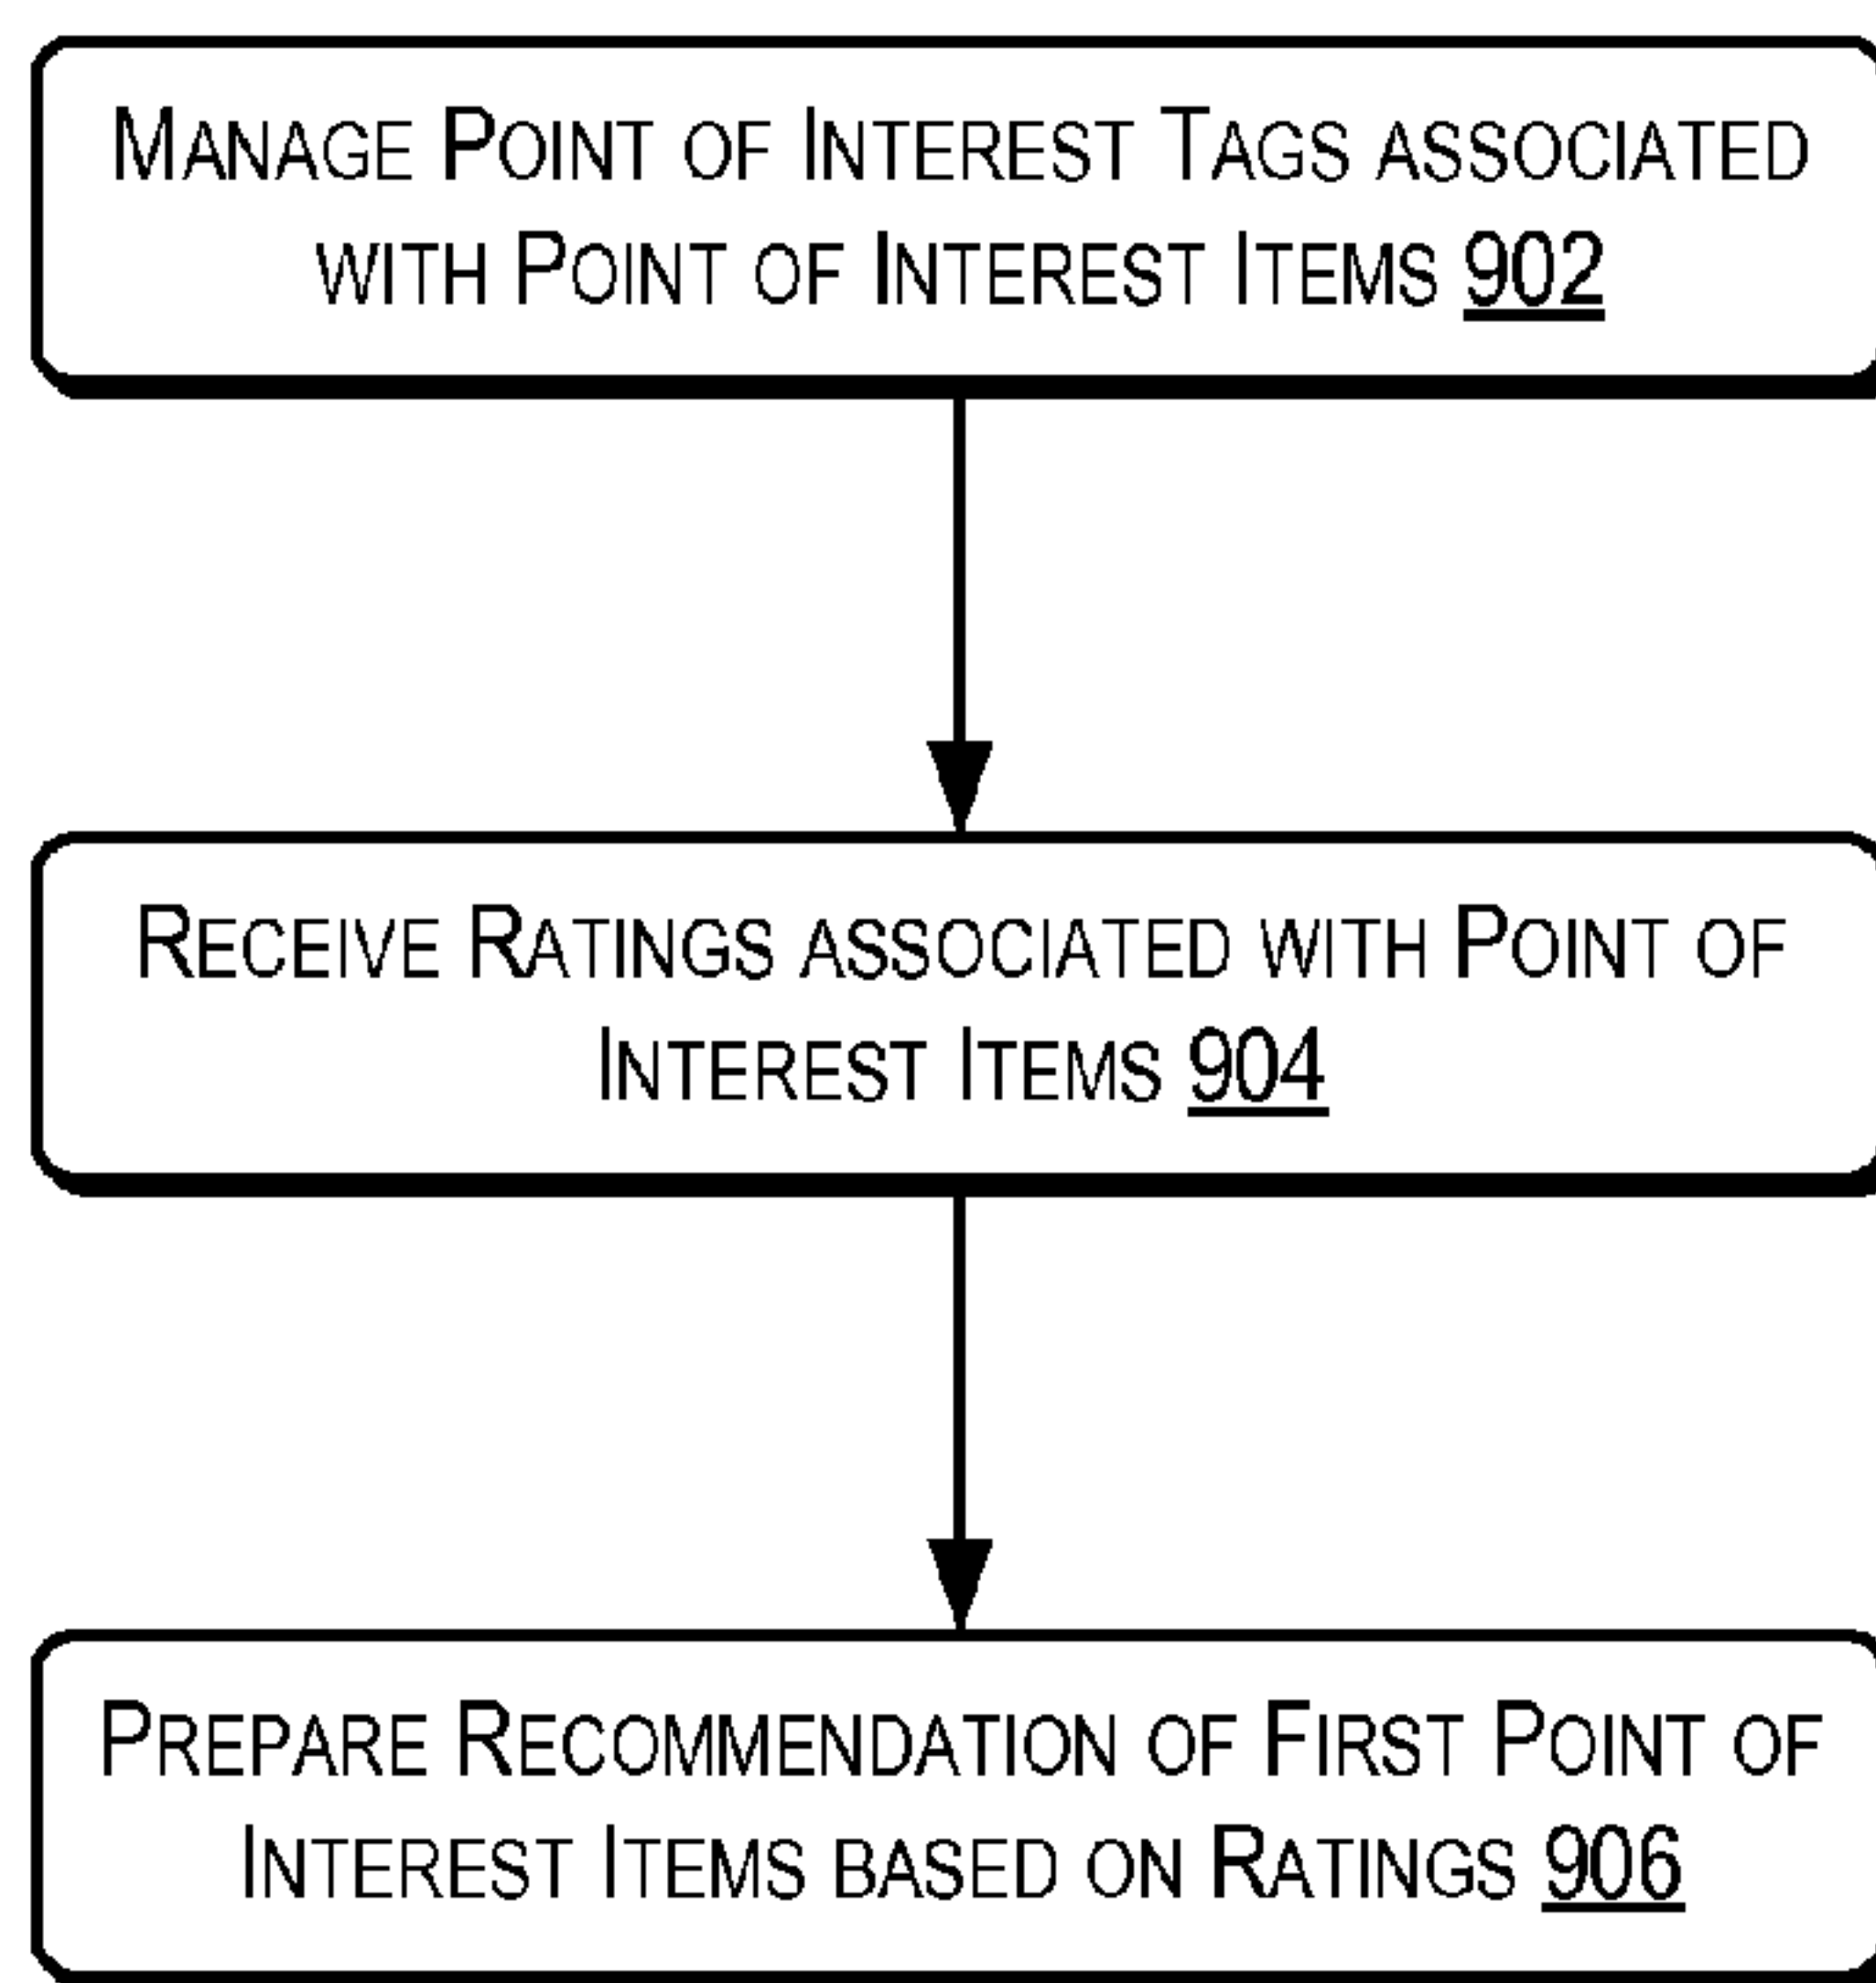 MANAGE POINT OF INTEREST TAGS ASSOCIATED
WITH POINT OF INTEREST ITEMS 902
RECEIVE RATINGS ASSOCIATED WITH POINT OF
INTEREST ITEMS 904
PREPARE RECOMMENDATION OF FIRST POINT OF
INTEREST ITEMS BASED ON RATINGS 906